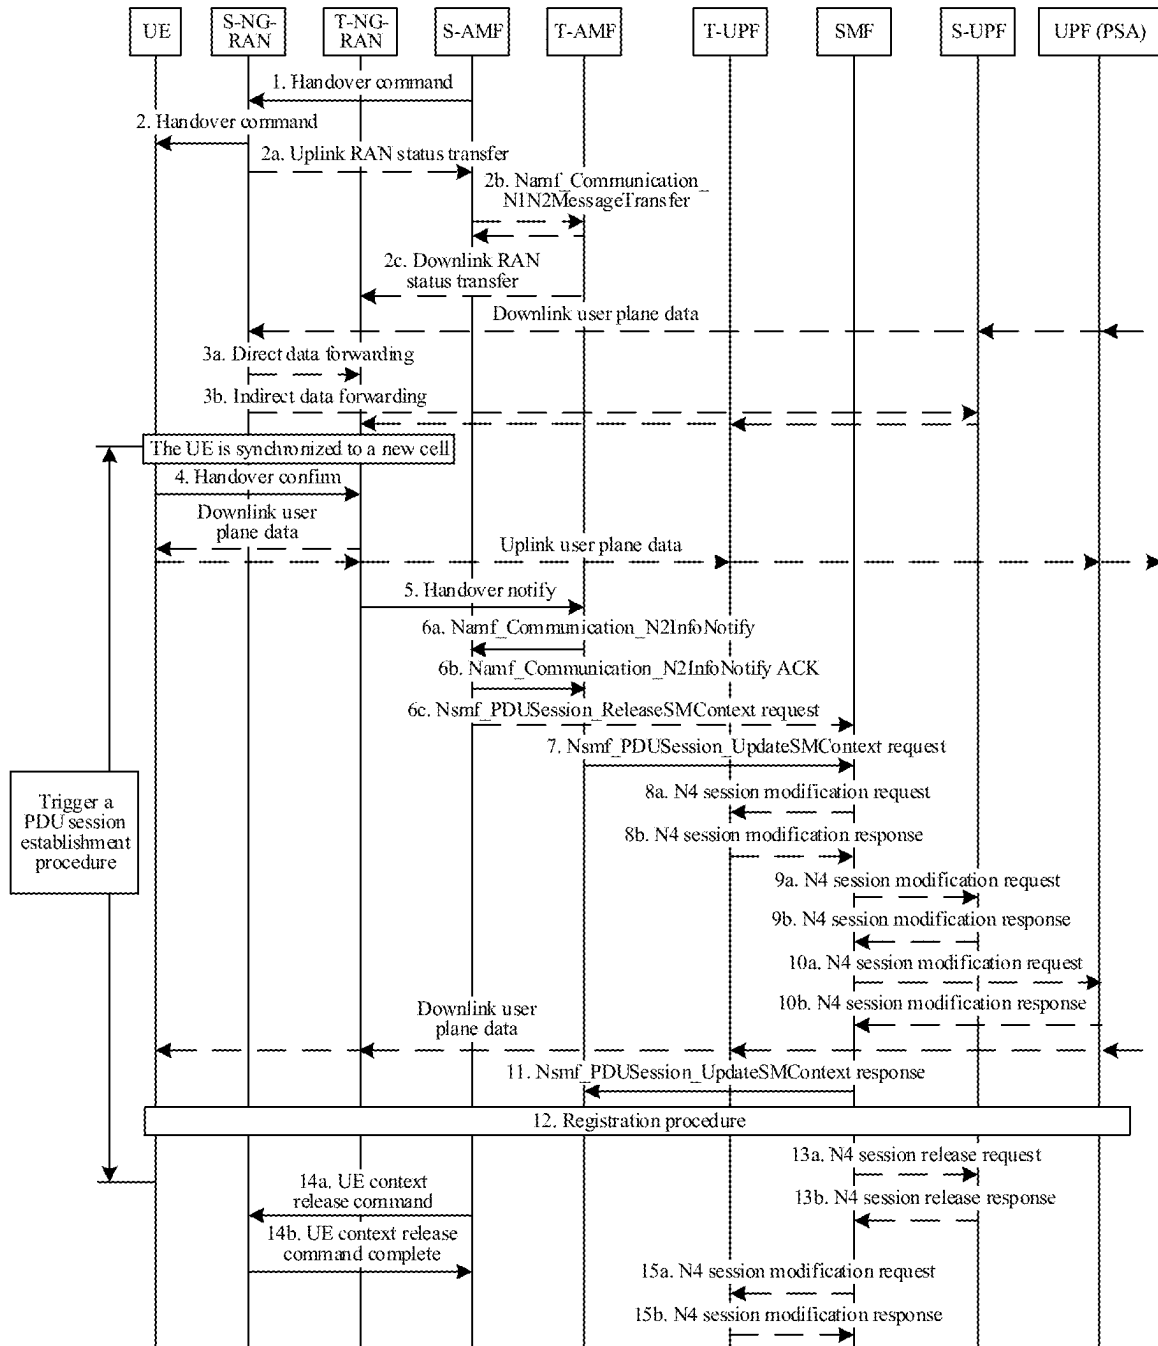 UE
S-NG-
RAN
T-NG-
RAN
S-AMF
T-AMF
T-UPF
SMF
S-UPF
UPF (PSA)
1. Handover command
2. Handover command
2a. Uplink RAN status transfer
2b. Namf_Communication_
N1N2MessageTransfer
2c. Downlink RAN
status transfer
Downlink user plane data
3a. Direct data forwarding
3b. Indirect data forwarding
The UE is synchronized to a new cell
4. Handover confirm
Downlink user
plane data
Uplink user plane data
5. Handover notify
6a. Namf_Communication_N2InfoNotify
6b. Namf_Communication_N2InfoNotify ACK
6c. Nsmf_PDUSession_ReleaseSMContext request
7. Nsmf_PDUSession_UpdateSMContext request
8a. N4 session modification request
Trigger a
PDU session
establishment
procedure
8b. N4 session modification response
9a. N4 session modification request
9b. N4 session modification response
10a. N4 session modification request
10b. N4 session modification response
Downlink user
plane data
11. Nsmf_PDUSession_UpdateSMContext response
12. Registration procedure
13a. N4 session release request
13b. N4 session release response
14a. UE context
release command
14b. UE context release
command complete
15a. N4 session modification request
15b. N4 session modification response